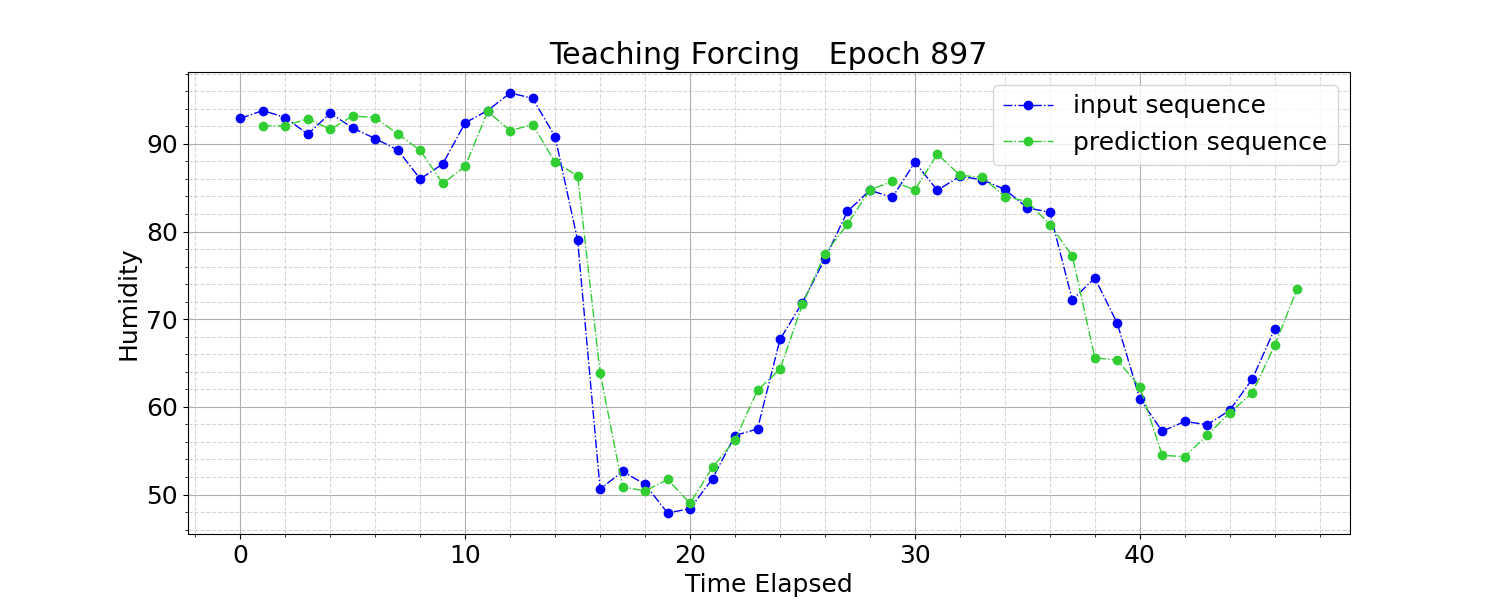 Teaching Forcing   Epoch 897
input sequence
prediction sequence
Humidity
90
80
70
60
50
0 10 20 30 40
Time Elapsed